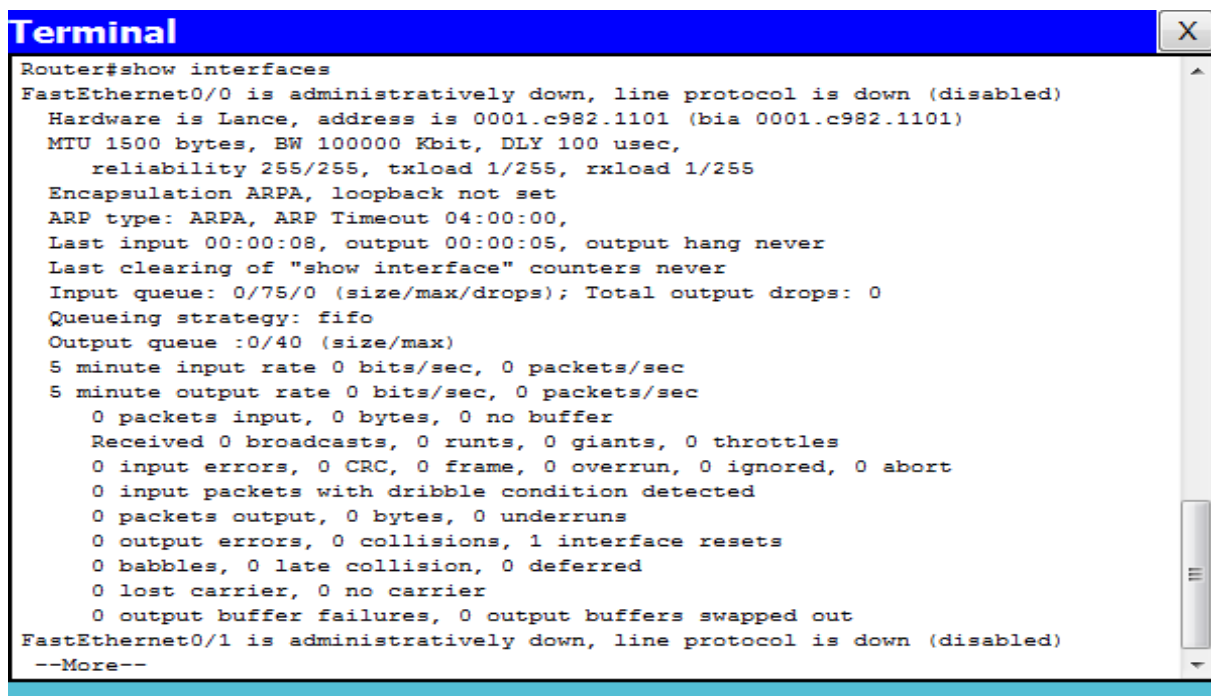 Terminal
X
Router#show interfaces
FastEthernet0/0 is administratively down, line protocol is down (disabled)
Hardware is Lance, address is 0001.c982.1101 (bia 0001.c982.1101)
MTU 1500 bytes, BW 100000 Kbit, DLY 100 usec,
reliability 255/255, txload 1/255, rxload 1/255
Encapsulation ARPA, loopback not set
ARP type: ARPA, ARP Timeout 04:00:00,
Last input 00:00:08, output 00:00:05, output hang never
Last clearing of "show interface" counters never
Input queue: 0/75/0 (size/max/drops); Total output drops: 0
Queueing strategy: fifo
Output queue :0/40 (size/max)
5 minute input rate 0 bits/sec, 0 packets/sec
5 minute output rate 0 bits/sec, 0 packets/sec
0 packets input, 0 bytes, 0 no buffer
Received 0 broadcasts, 0 runts, 0 giants, 0 throttles
0 input errors, 0 CRC, 0 frame, 0 overrun, 0 ignored, 0 abort
0 input packets with dribble condition detected
0 packets output, 0 bytes, 0 underruns
0 output errors, 0 collisions, 1 interface resets
0 babbles, 0 late collision, 0 deferred
0 lost carrier, 0 no carrier
0 output buffer failures, 0 output buffers swapped out
FastEthernet0/1 is administratively down, line protocol is down (disabled)
--More--